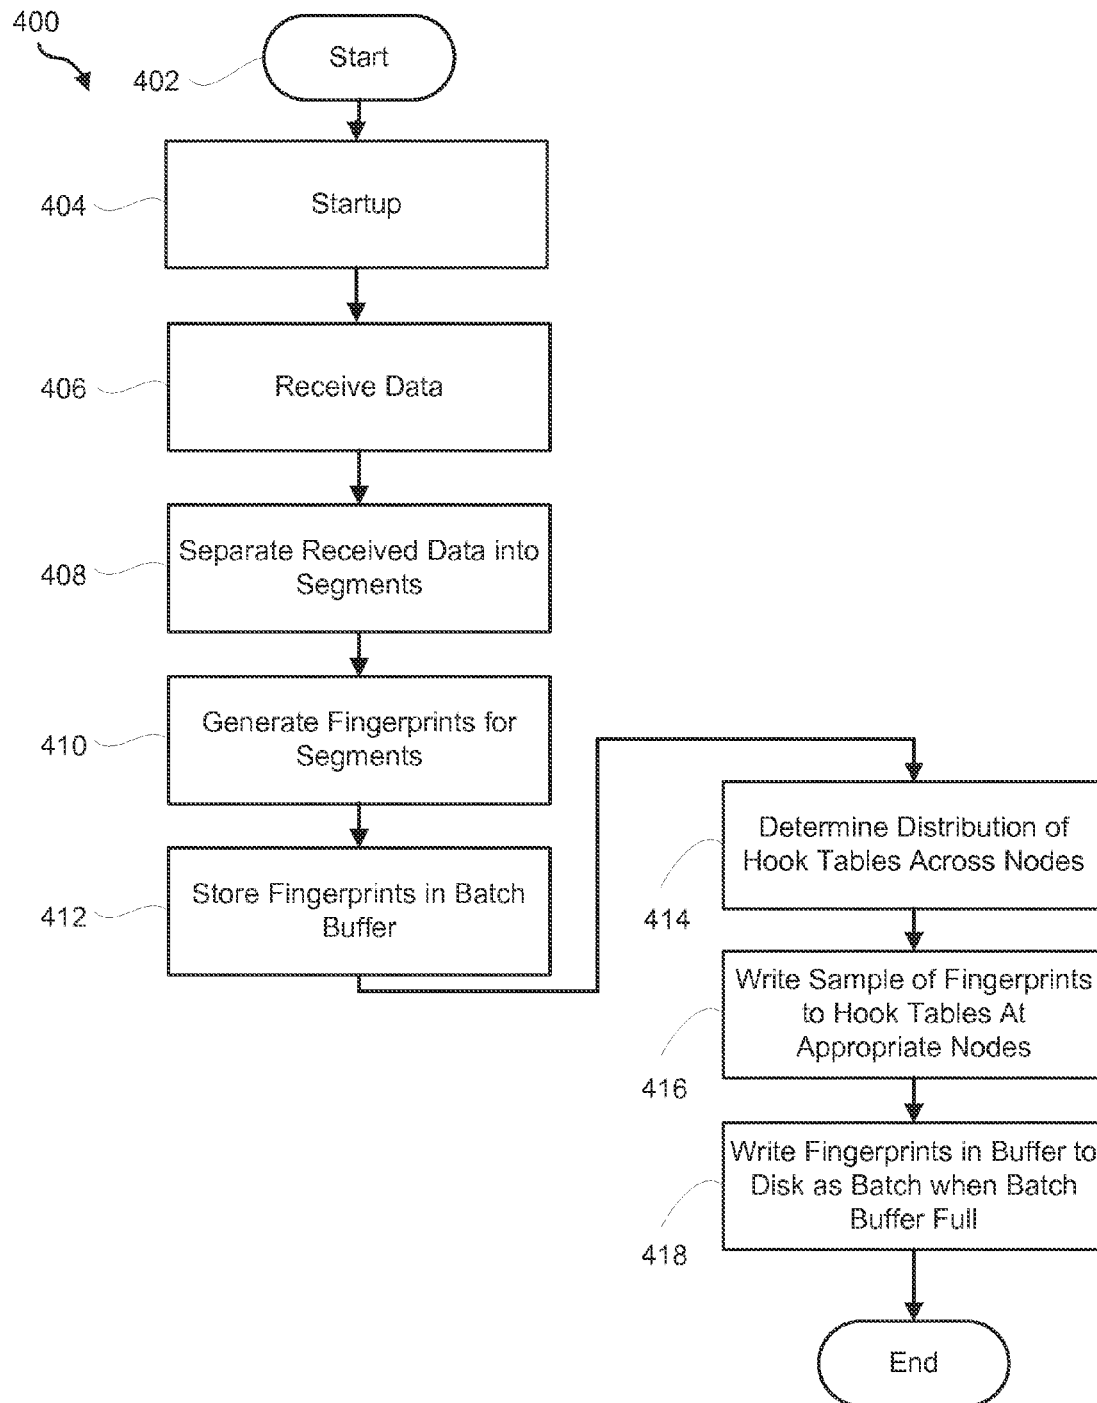 400
Start
402
Startup
404
Receive Data
406
Separate Received Data into
Segments
408
Generate Fingerprints for
Segments
410
Store Fingerprints in Batch
Buffer
412
Determine Distribution of
Hook Tables Across Nodes
414
Write Sample of Fingerprints
to Hook Tables At
Appropriate Nodes
416
Write Fingerprints in Buffer to
Disk as Batch when Batch
Buffer Full
418
End